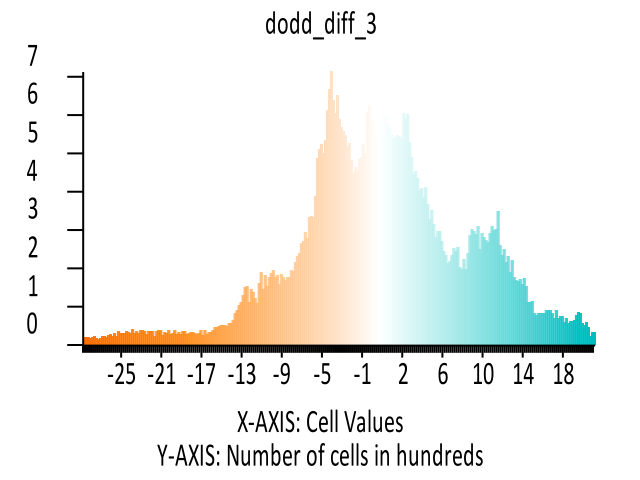 dodd_diff_3
7
6
5
4
3
2
1
0
-25 -21 -17 -13 -9 -5 -1 2 6 10 14 18
X-AXIS: Cell Values
Y-AXIS: Number of cells in hundreds